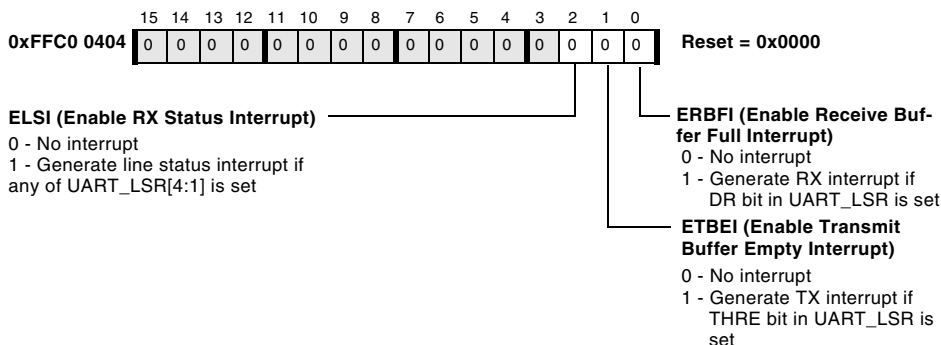 15 14 13 12 11 10 9 8 7 6 5 4 3 2 1 0
0xFFC0 0404 0 0 0 0 0 0 0 0 0 0 0 0 0 0 0 0 Reset = 0x0000
ELSI (Enable RX Status Interrupt)
0 - No interrupt
1 - Generate line status interrupt if
any of UART_LSR[4:1] is set
ERBFI (Enable Receive Buf-
fer Full Interrupt)
0 - No interrupt
1 - Generate RX interrupt if
DR bit in UART_LSR is set
ETBEI (Enable Transmit
Buffer Empty Interrupt)
0 - No interrupt
1 - Generate TX interrupt if
THRE bit in UART_LSR is
set